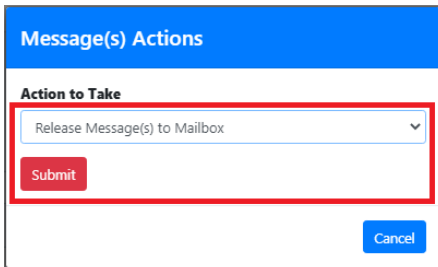 Message(s) Actions
Action to Take
Release Message(s) to Mailbox
Submit
Cancel